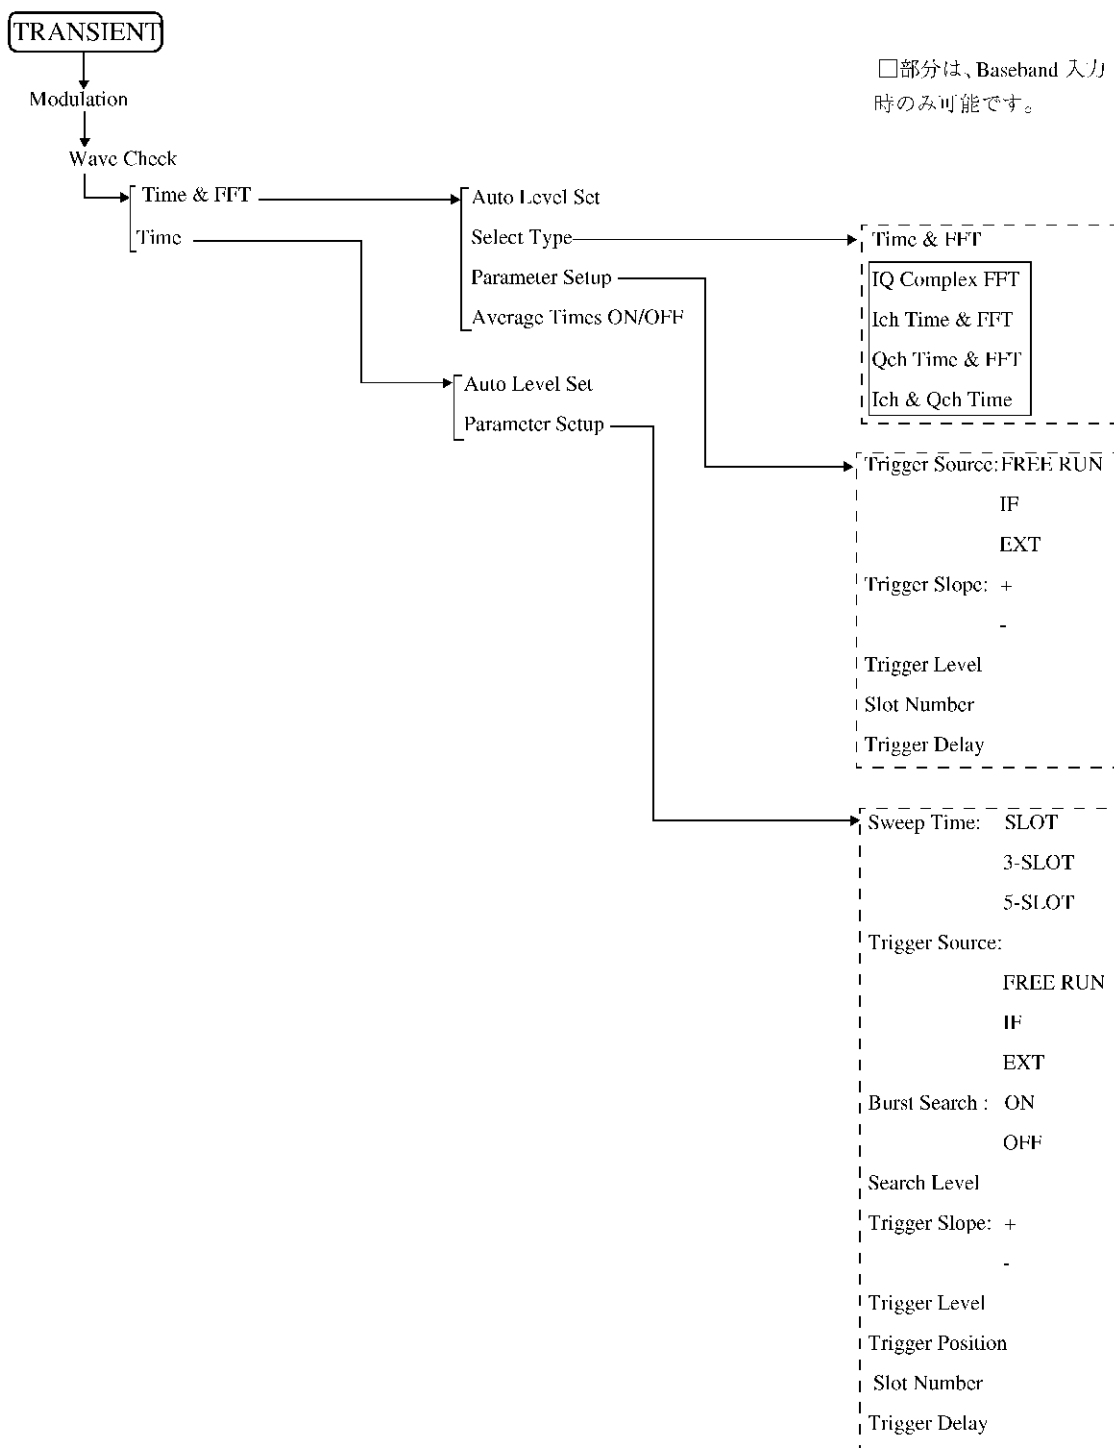 TRANSIENT
□部分は、Baseband 入力
時のみ可能です。
Modulation
Wave Check
Time & FFT
Time
Auto Level Set
Select Type
Parameter Setup
Average Times ON/OFF
Time & FFT
IQ Complex FFT
Ich Time & FFT
Qch Time & FFT
Ich & Qch Time
Auto Level Set
Parameter Setup
Trigger Source: FREE RUN
IF
EXT
Trigger Slope: +
-
Trigger Level
Slot Number
Trigger Delay
Sweep Time: SLOT
3-SLOT
5-SLOT
Trigger Source:
FREE RUN
IF
EXT
Burst Search : ON
OFF
Search Level
Trigger Slope: +
-
Trigger Level
Trigger Position
Slot Number
Trigger Delay